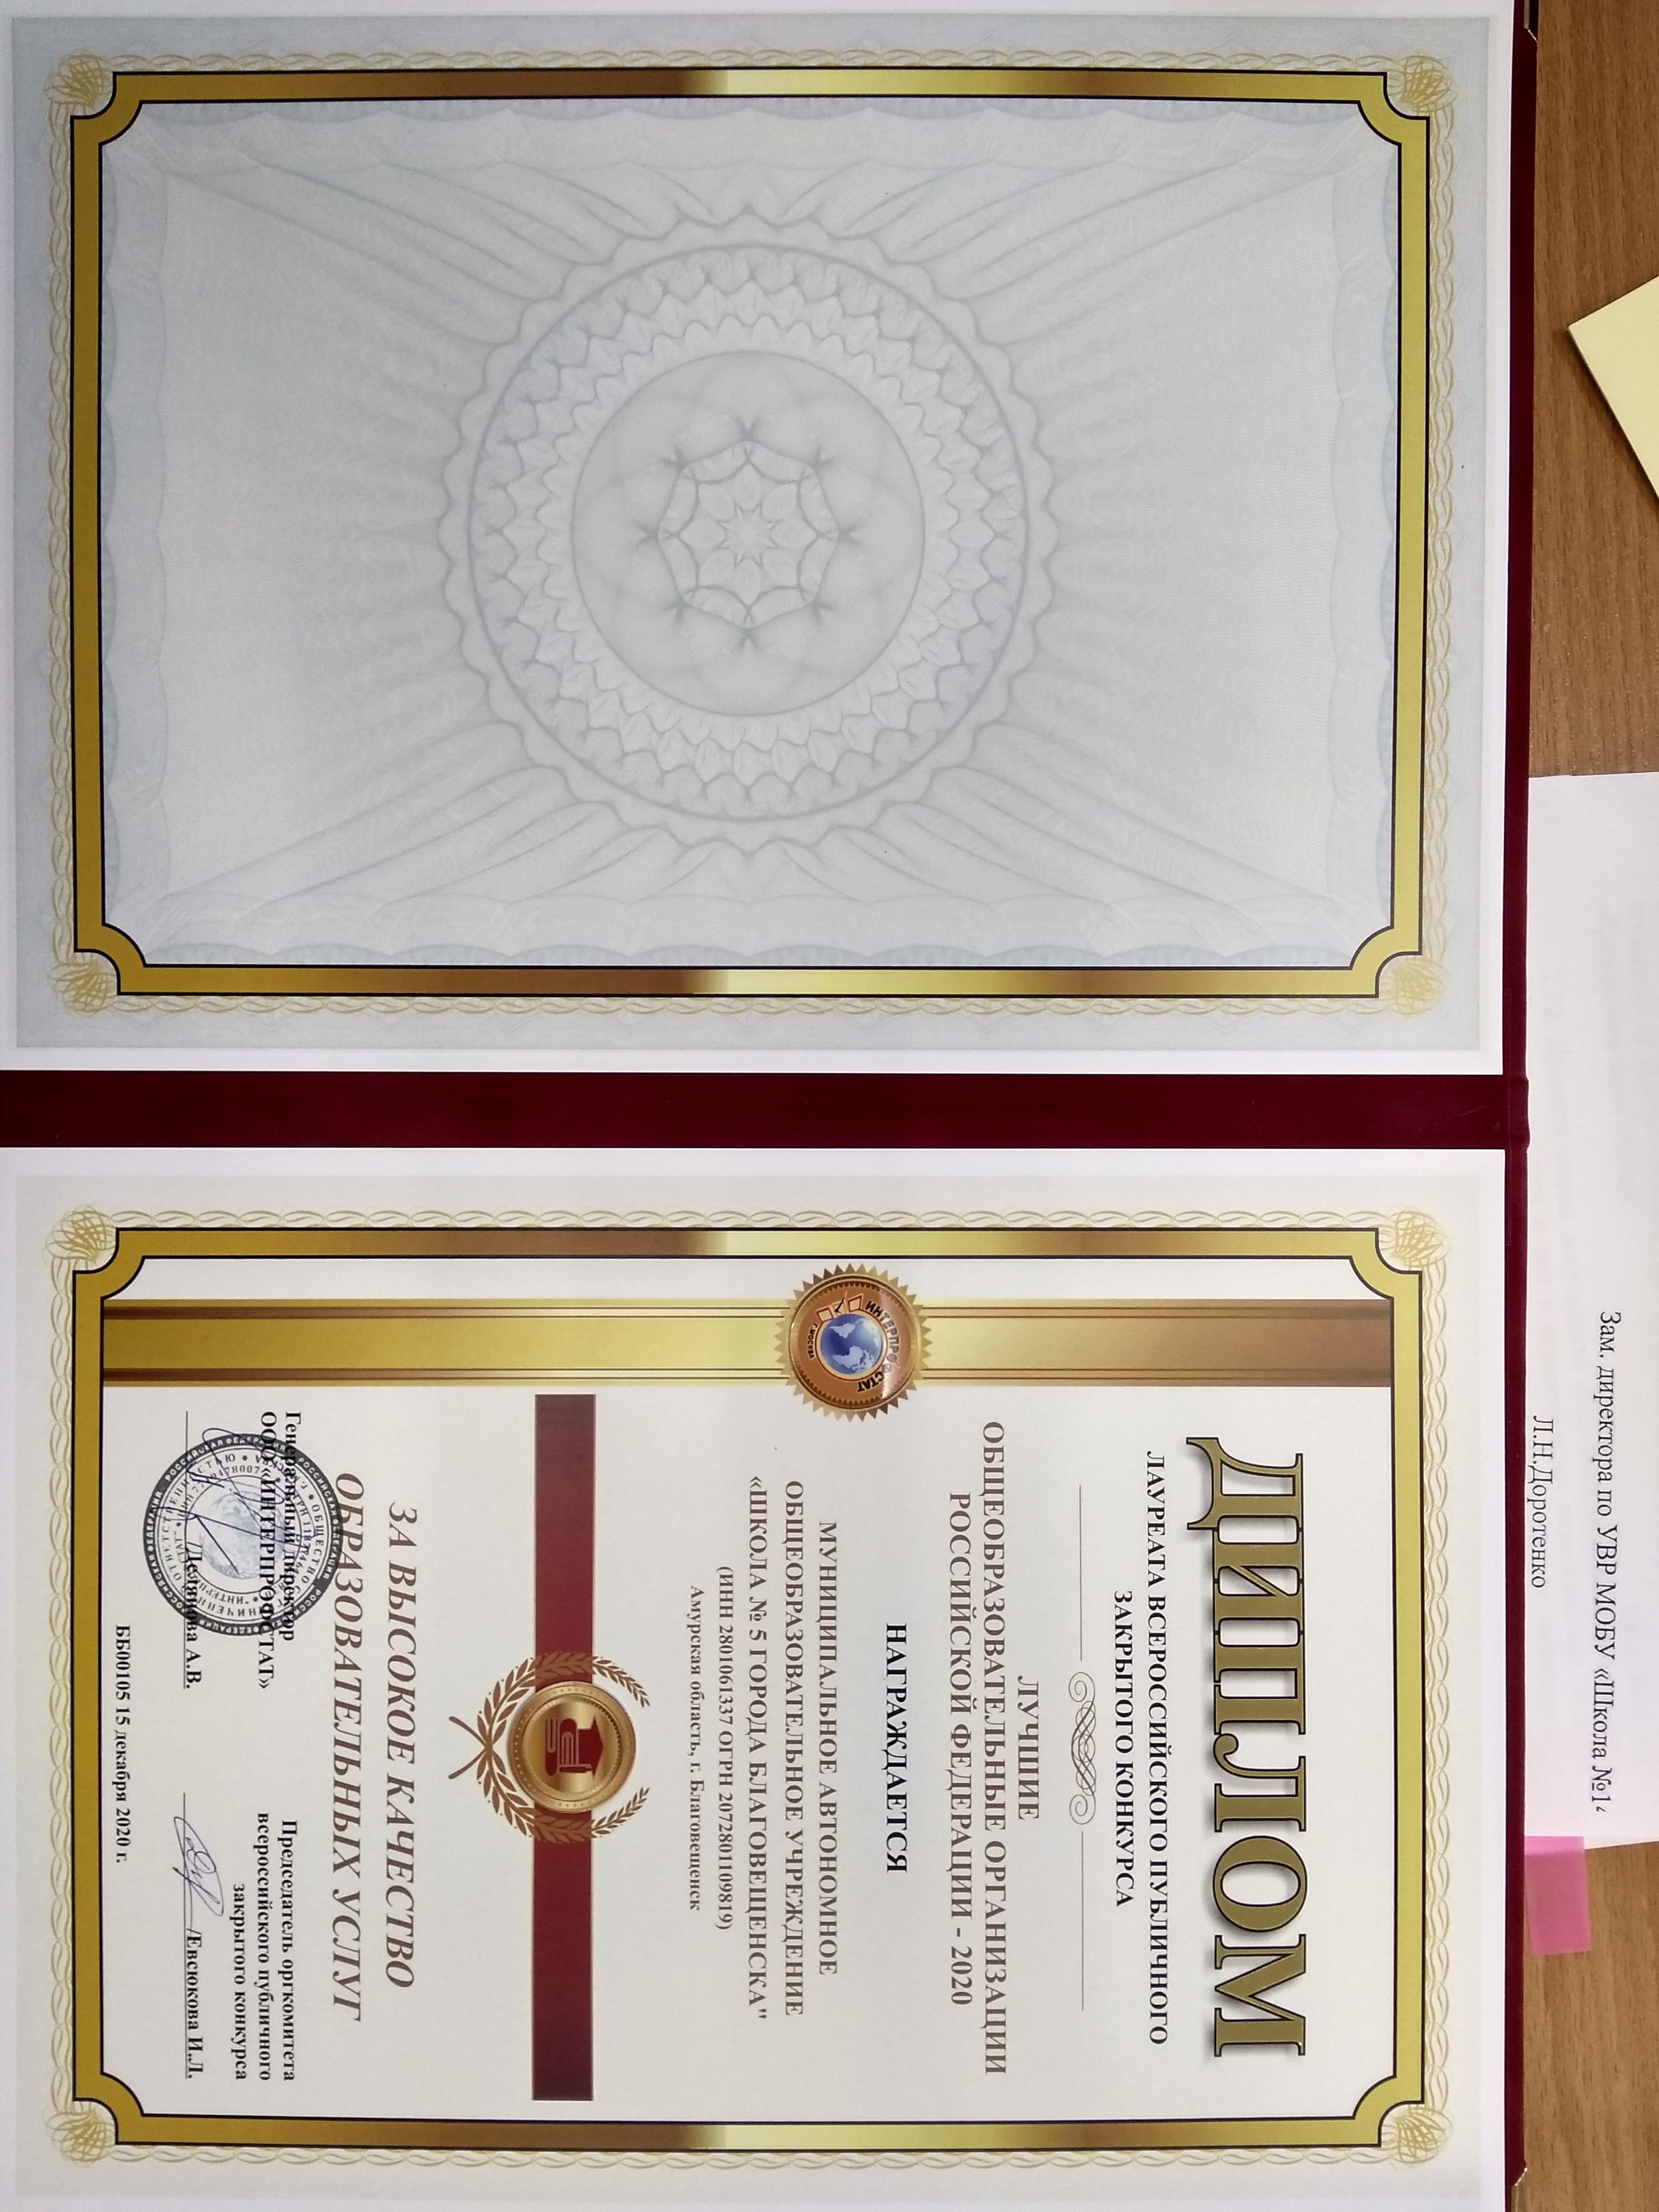 Зам. директора по УВР МОБУ «Школа №14
Л.Н.Доротенко
ДИПЛОМ
ЛАУРЕАТА ВСЕРОССИЙСКОГО ПУБЛИЧНОГО
ЗАКРЫТОГО КОНКУРСА
ЛУЧШИЕ
ОБЩЕОБРАЗОВАТЕЛЬНЫЕ ОРГАНИЗАЦИИ
РОССИЙСКОЙ ФЕДЕРАЦИИ - 2020
НАГРАЖДАЕТСЯ
ИНТЕРПРОФСТАТ
Г.МОСКВА
МУНИЦИПАЛЬНОЕ АВТОНОМНОЕ
ОБЩЕОБРАЗОВАТЕЛЬНОЕ УЧРЕЖДЕНИЕ
«ШКОЛА № 5 ГОРОДА БЛАГОВЕЩЕНСКА"
(ИНН 2801061337 ОГРН 2072801109819)
Амурская область, г. Благовещенск
ЗА ВЫСОКОЕ КАЧЕСТВО
ОБРАЗОВАТЕЛЬНЫХ УСЛУГ
Генеральный директор
ООО «ИНТЕРПРОФСТАТ»
/Делянова А.В.
Председатель оргкомитета
всероссийского публичного
закрытого конкурса
/Евсюкова И.Л.
ББ00105 15 декабря 2020 г.